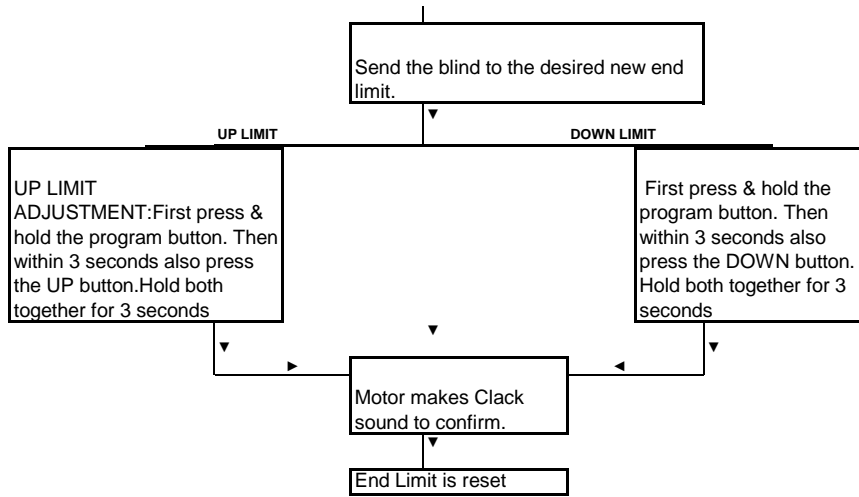 Send the blind to the desired new end
limit.
UP LIMIT
DOWN LIMIT
UP LIMIT
ADJUSTMENT:First press &
hold the program button. Then
within 3 seconds also press
the UP button.Hold both
together for 3 seconds
First press & hold the
program button. Then
within 3 seconds also
press the DOWN button.
Hold both together for 3
seconds
Motor makes Clack
sound to confirm.
End Limit is reset